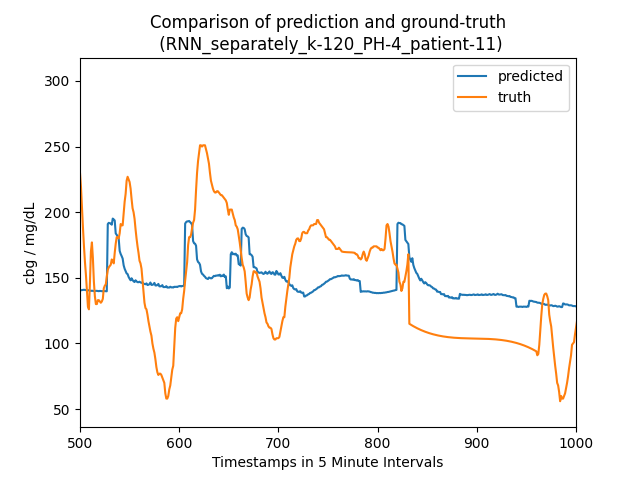 Comparison of prediction and ground-truth
(RNN_separately_k-120_PH-4_patient-11)
predicted
truth
cbg / mg/dL
300
250
200
150
100
50
500
600
700
800
900
1000
Timestamps in 5 Minute Intervals